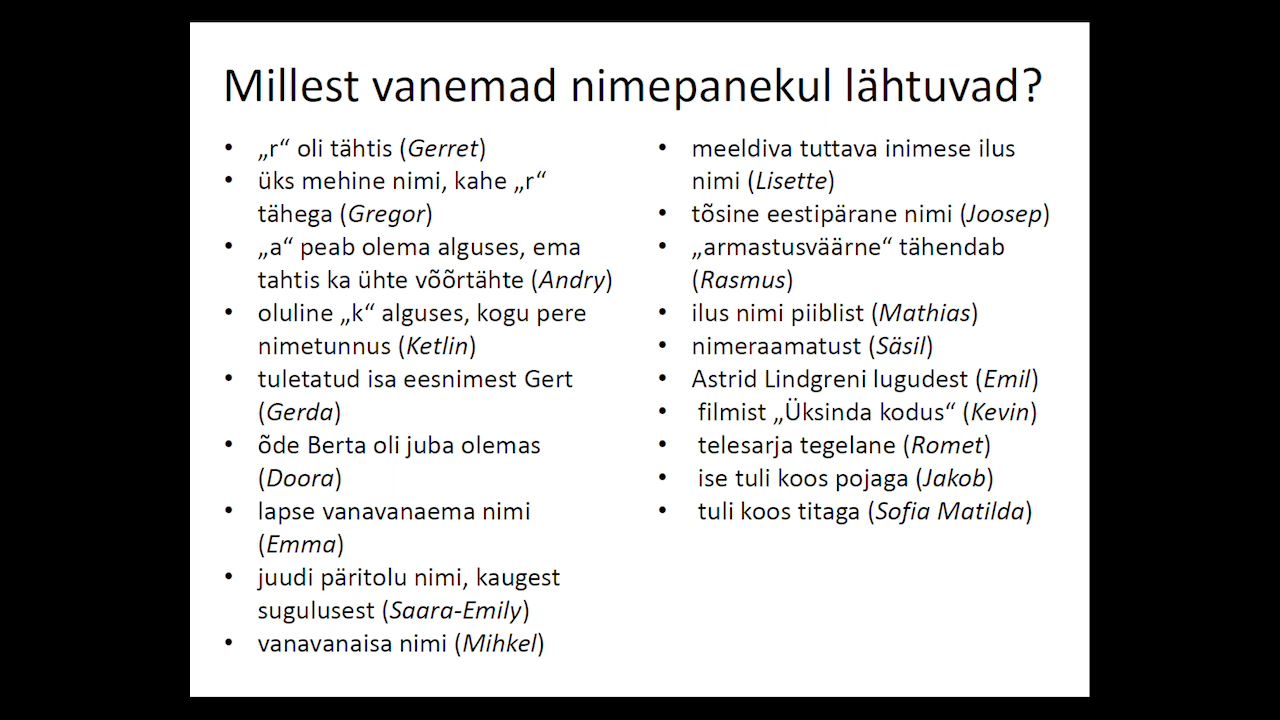 Millest vanemad nimepanekul lähtuvad?
• „r“ oli tähtis (Gerret)
• üks mehine nimi, kahe „r“
tähega (Gregor)
• „a“ peab olema alguses, ema
tahtis ka ühte võõrtähte (Andry)
• oluline „k“ alguses, kogu pere
nimetunnus (Ketlin)
• tuletatud isa eesnimest Gert
(Gerda)
• õde Berta oli juba olemas
(Doora)
• lapse vanavanaema nimi
(Emma)
• juudi päritolu nimi, kaugest
sugulusest (Saara-Emily)
• vanavanaisa nimi (Mihkel)
• meeldiva tuttava inimese ilus
nimi (Lisette)
• tõsine eestipärane nimi (Joosep)
• „armastusväärne“ tähendab
(Rasmus)
• ilus nimi piiblist (Mathias)
• nimeraamatust (Säsil)
• Astrid Lindgreni lugudest (Emil)
• filmist „Üksinda kodus“ (Kevin)
• telesarja tegelane (Romet)
• ise tuli koos pojaga (Jakob)
• tuli koos titaga (Sofia Matilda)